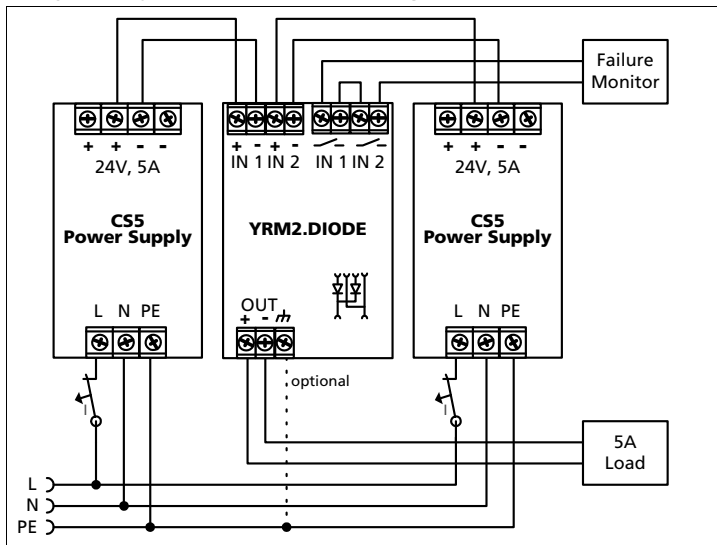 Failure
Monitor
+ + - -
24V, 5A
CS5
Power Supply
L N PE
+ - + -
IN 1 IN 2 IN 1 IN 2
YRM2.DIODE
OUT
+ -
optional
+ + - -
24V, 5A
CS5
Power Supply
L N PE
I
I
5A
Load
L
N
PE